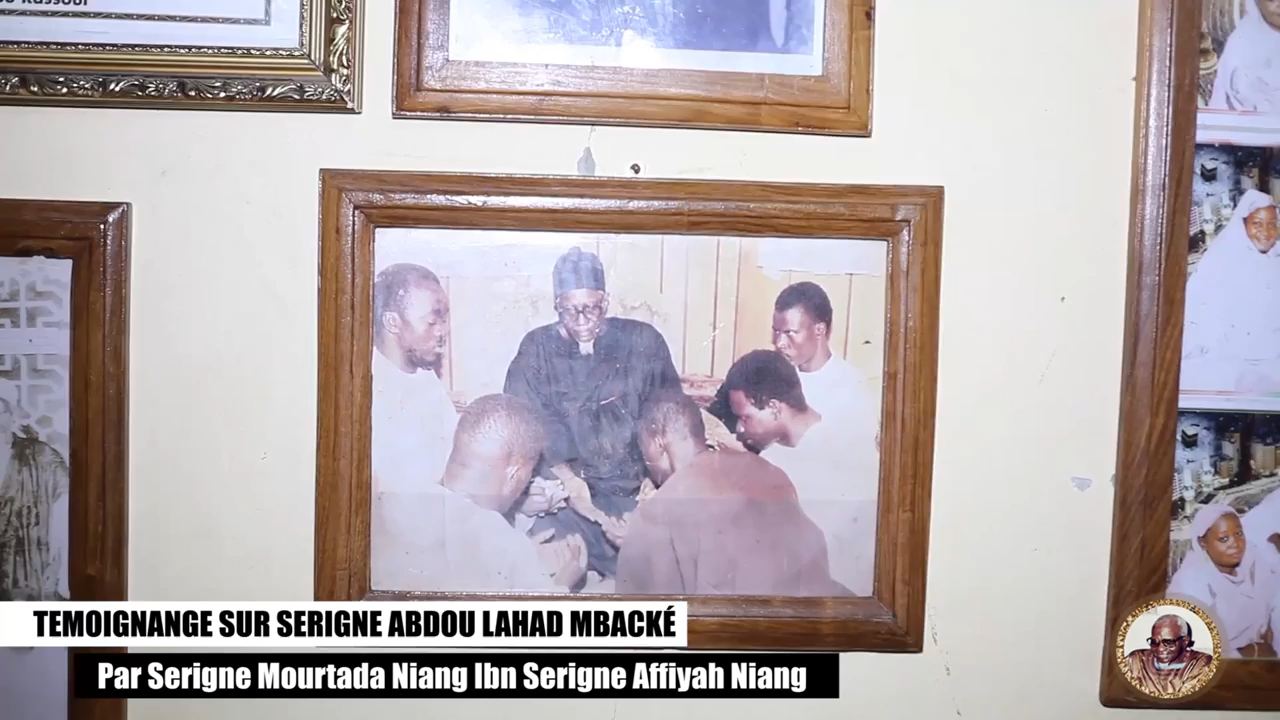 TEMOIGNANGE SUR SERIGNE ABDOU LAHAD MBACKÉ
Par Serigne Mourtada Niang Ibn Serigne Affiyah Niang